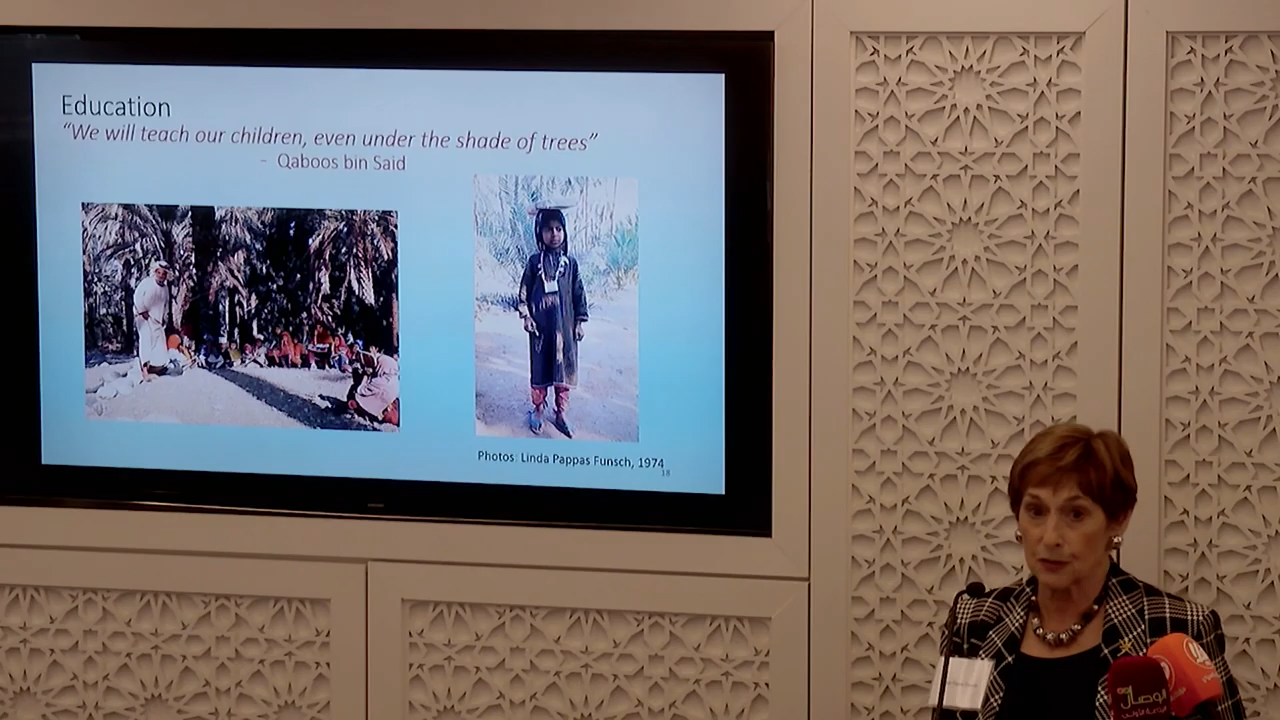 Education
“We will teach our children, even under the shade of trees”
- Qaboos bin Said
Photos: Linda Pappas Funsch, 1974
18
الوصال